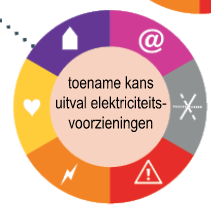 @
toename kans
uitval elektriciteits-
voorzieningen